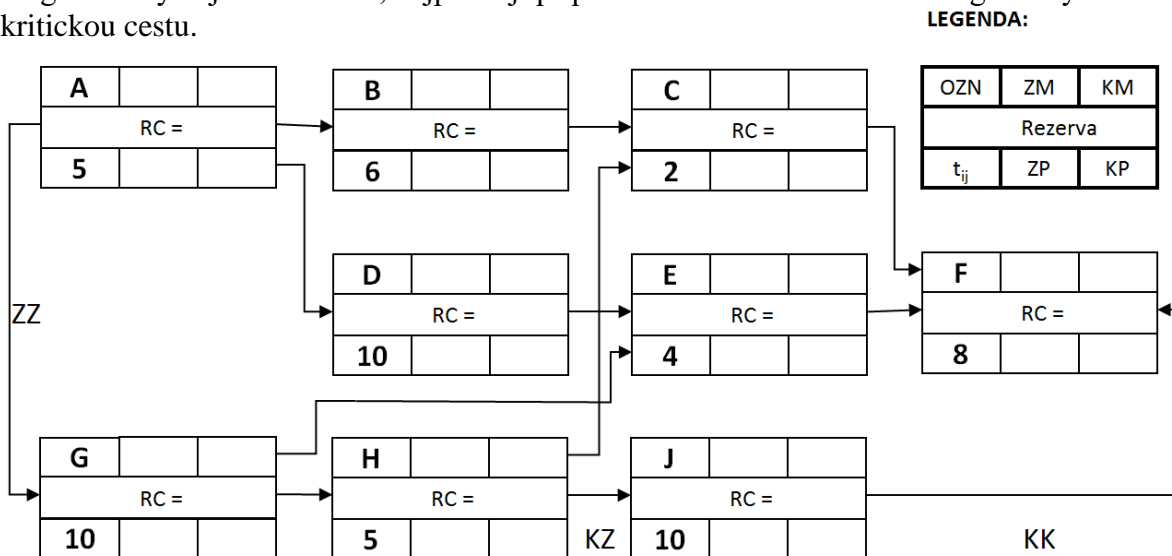 kritickou cestu.
LEGENDA:
A
RC =
5
B
RC =
6
C
RC =
2
OZN ZM KM
Rezerva
tij ZP KP
D
RC =
10
E
RC =
4
F
RC =
8
ZZ
G
RC =
10
H
RC =
5
KZ
J
RC =
10
KK